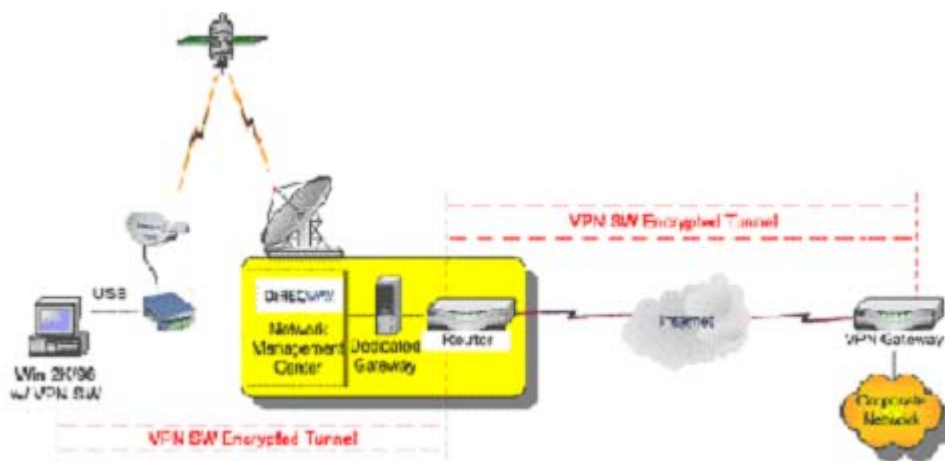 VPN SW Encrypted Tunnel
USB
DIRECWAY
Network
Management
Center
Dedicated
Gateway
Router
Internet
VPN Gateway
Win 2K/98
w/ VPN SW
Corporate
Network
VPN SW Encrypted Tunnel